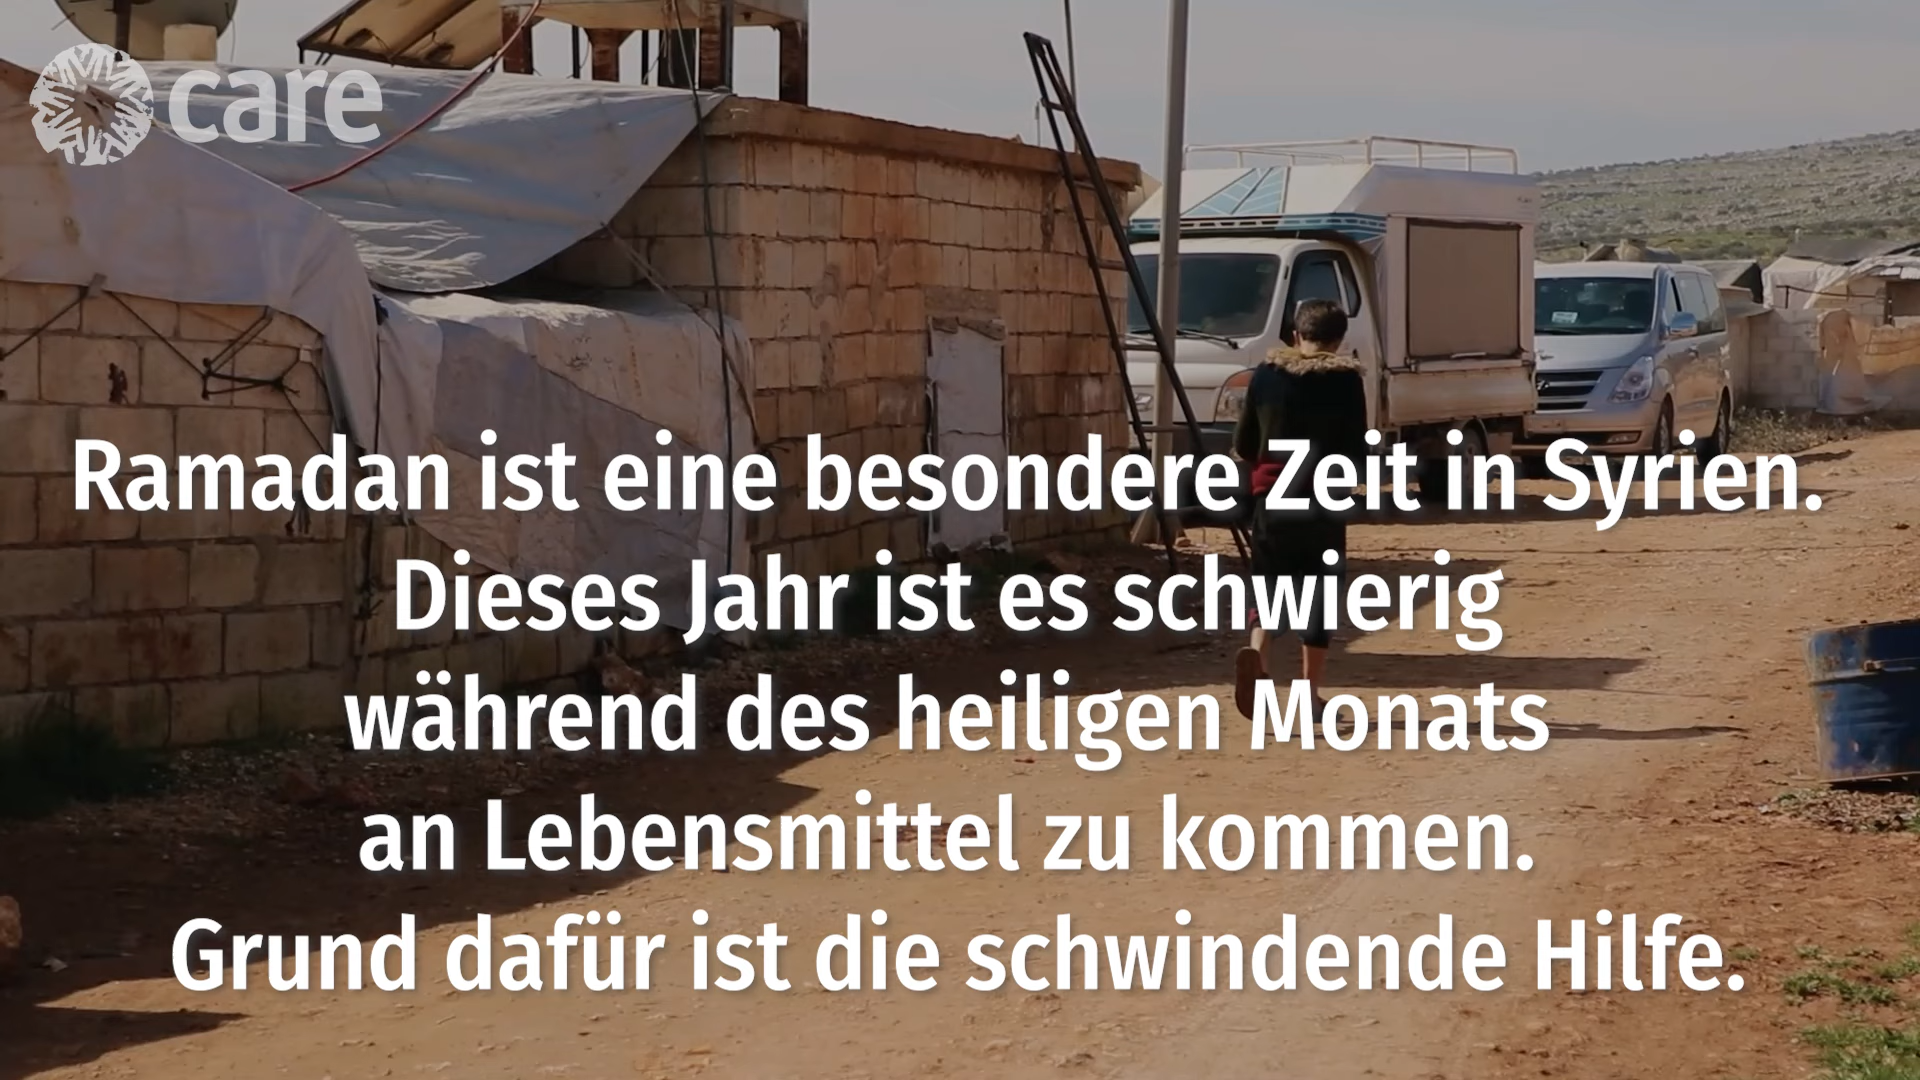 care
Ramadan ist eine besondere Zeit in Syrien.
Dieses Jahr ist es schwierig
während des heiligen Monats
an Lebensmittel zu kommen.
Grund dafür ist die schwindende Hilfe.